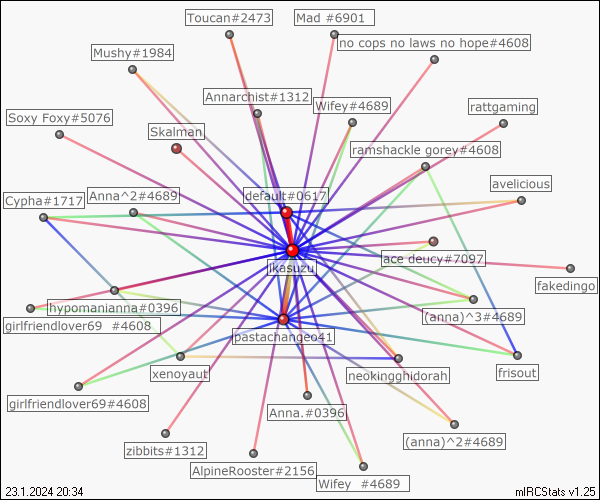 Toucan#2473
Mad #6901
no cops no laws no hope#4608
Mushy#1984
Annarchist#1312
Wifey#4689
rattgaming
Soxy Foxy#5076
Skalman
ramshackle gorey#4608
Cypha#1717
Anna^2#4689
default#0617
avelicious
ikasuzu
ace deucy#7097
fakedingo
hypomanianna#0396
(anna)^3#4689
girlfriendlover69 #4608
pastachangeo41
xenoyaut
neokingghidorah
frisout
girlfriendlover69#4608
Anna.#0396
zibbits#1312
(anna)^2#4689
AlpineRooster#2156
Wifey #4689
23.1.2024 20:34
mIRCStats v1.25